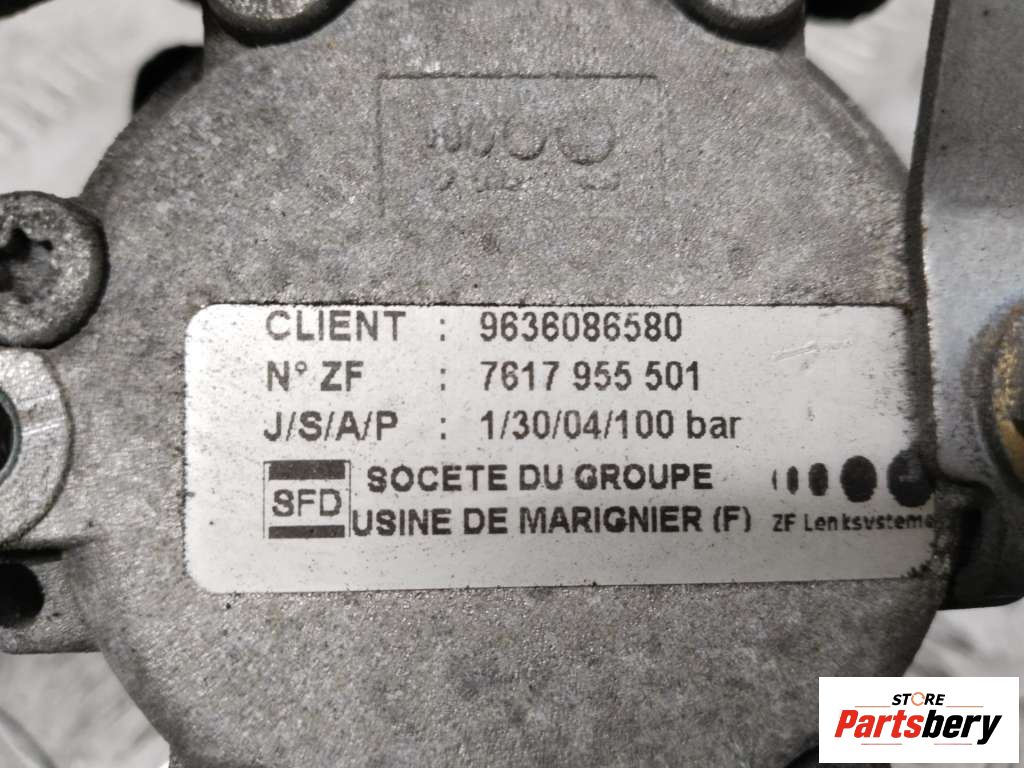 CLIENT : 9636086580
N° ZF : 7617 955 501
J/S/A/P : 1/30/04/100 bar
SFD
SOCETE DU GROUPE
USINE DE MARIGNIER (F)
ZF Lenksysteme
STORE
Partsbery